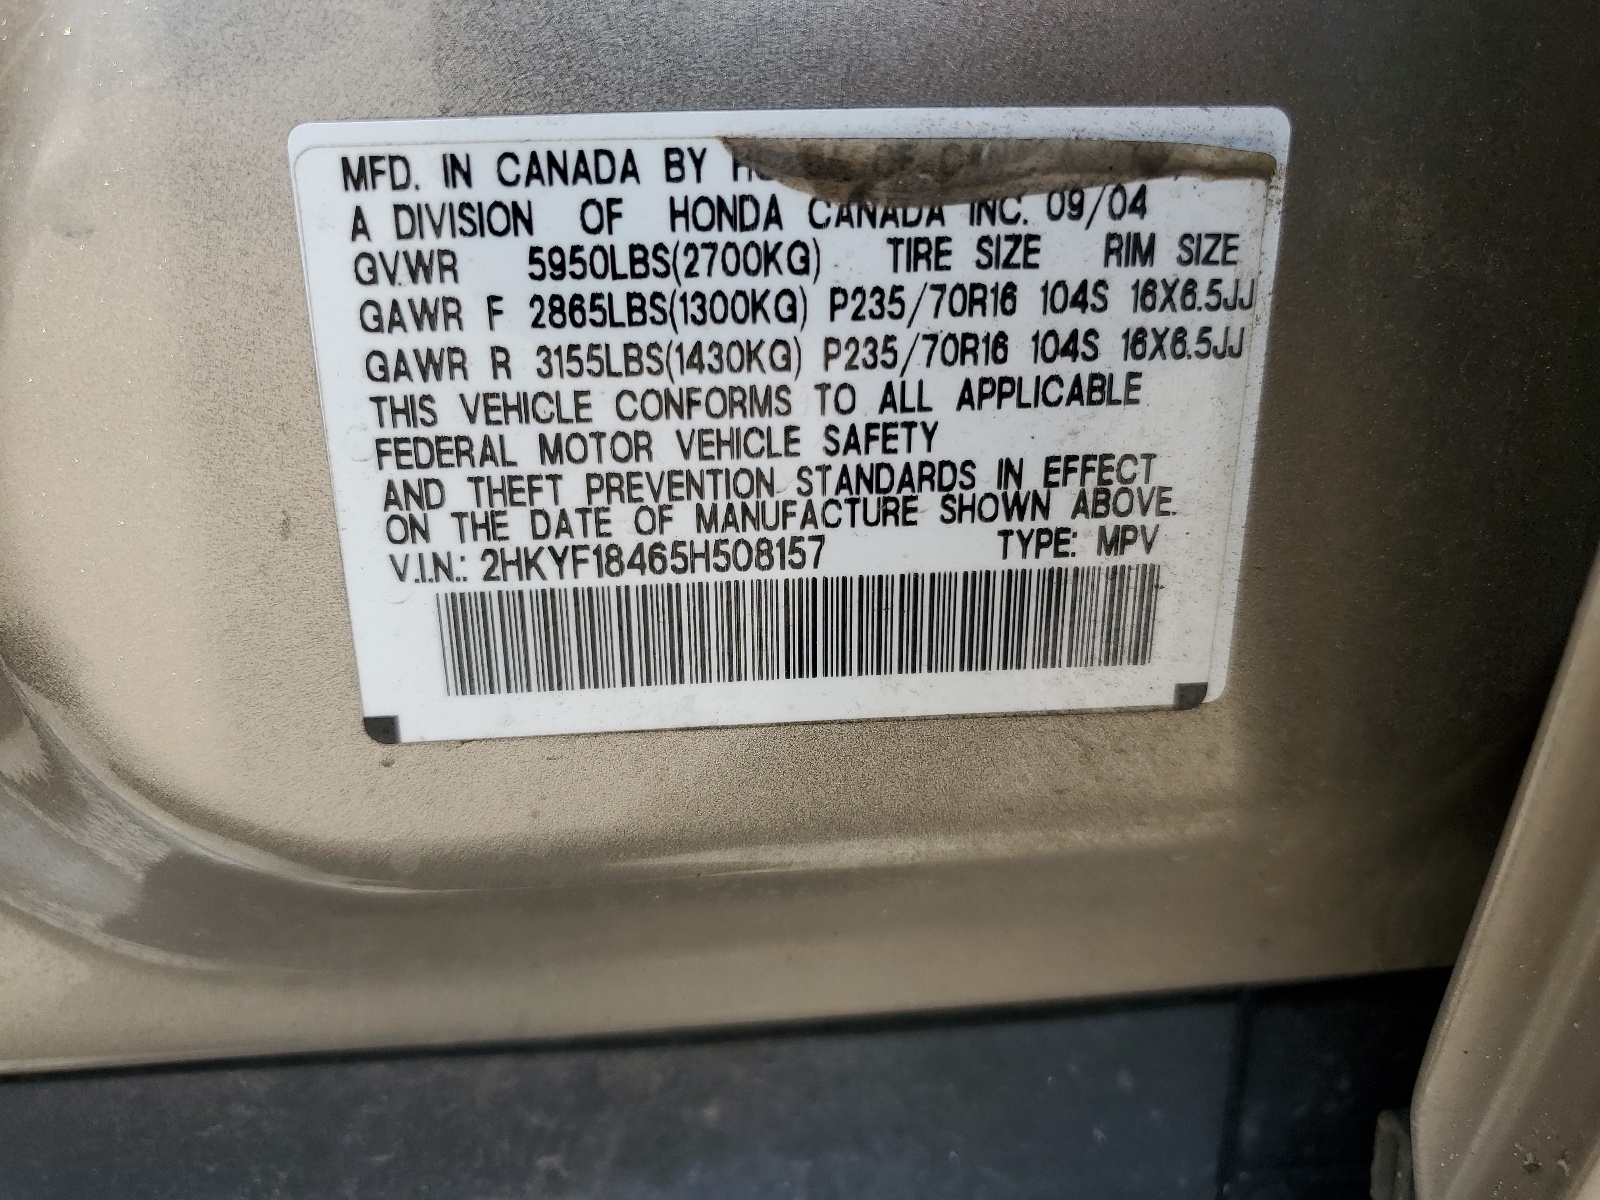 MFD. IN CANADA BY OF
A DIVISION OF HONDA CANADA INC. 09/04
GVWR 5950LBS(2700KG) TIRE SIZE RIM SIZE
GAWR F 2865LBS(1300KG) P235/70R16 104S 16X6.5JJ
GAWR R 3155LBS(1430KG) P235/70R16 104S 16X6.5JJ
THIS VEHICLE CONFORMS TO ALL APPLICABLE
FEDERAL MOTOR VEHICLE SAFETY
AND THEFT PREVENTION STANDARDS IN EFFECT
ON THE DATE OF MANUFACTURE SHOWN ABOVE.
V.I.N.: 2HKYF18465H508157 TYPE: MPV